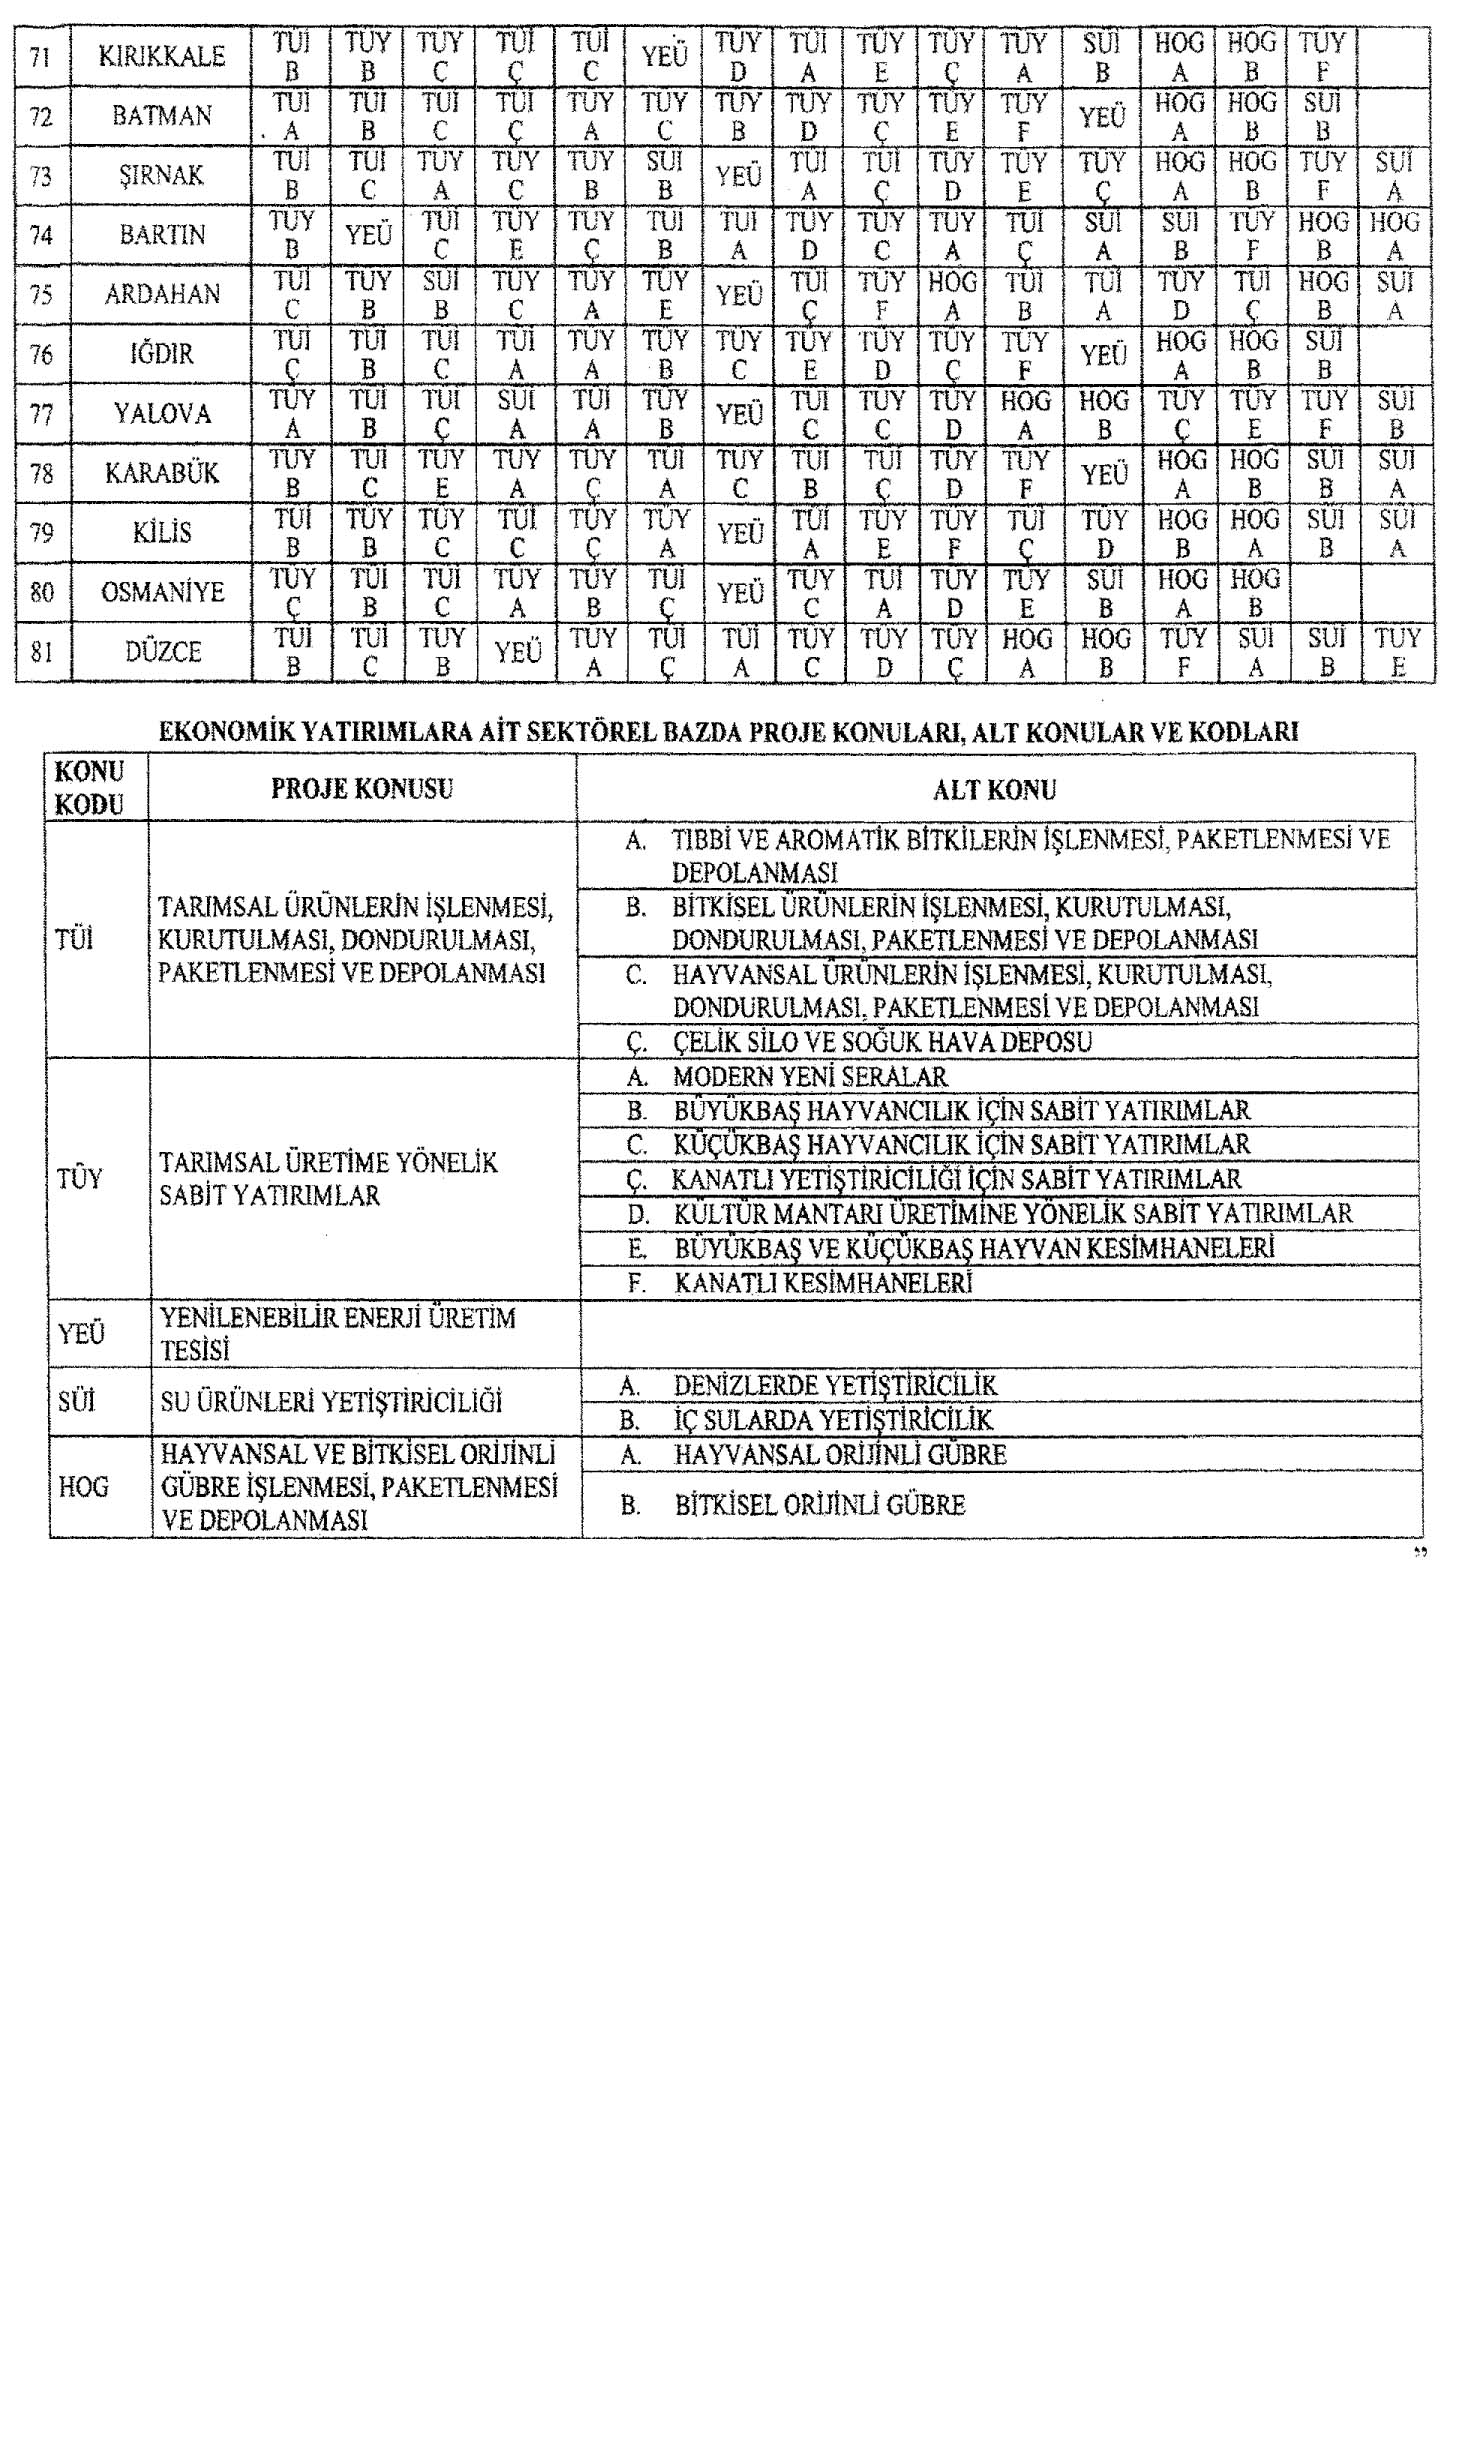 71 KIRIKKALE TÜİ B TÜY B TÜY C TÜİ Ç TÜİ C YEÜ TÜY D TÜİ A TÜY E TÜY Ç TÜY A SÜİ B HOG A HOG B TÜY F
72 BATMAN TÜİ A TÜİ B TÜİ C TÜİ Ç TÜY A TÜY C TÜY B TÜY D TÜY Ç TÜY E TÜY F YEÜ HOG A HOG B SÜİ B
73 ŞIRNAK TÜİ B TÜİ C TÜY A TÜY C TÜY B SÜİ B YEÜ TÜİ A TÜİ Ç TÜY D TÜY E TÜY Ç HOG A HOG B TÜY F SÜİ A
74 BARTIN TÜY B YEÜ TÜİ C TÜY E TÜY Ç TÜİ B TÜİ A TÜY D TÜY C TÜY A TÜİ Ç SÜİ A SÜİ B TÜY F HOG B HOG A
75 ARDAHAN TÜİ C TÜY B SÜİ B TÜY C TÜY A TÜY E YEÜ TÜİ Ç TÜY F HOG A TÜİ B TÜİ A TÜY D TÜİ Ç HOG B SÜİ A
76 IĞDIR TÜİ Ç TÜİ B TÜİ C TÜİ A TÜY A TÜY B TÜY C TÜY E TÜY D TÜY Ç TÜY F YEÜ HOG A HOG B SÜİ B
77 YALOVA TÜY A TÜİ B TÜİ Ç SÜİ A TÜİ A TÜY B YEÜ TÜİ C TÜY C TÜY D HOG A HOG B TÜY Ç TÜY E TÜY F SÜİ B
78 KARABÜK TÜY B TÜİ C TÜY E TÜY A TÜY Ç TÜİ A TÜY C TÜİ B TÜİ Ç TÜY D TÜY F YEÜ HOG A HOG B SÜİ B SÜİ A
79 KİLİS TÜİ B TÜY B TÜY C TÜİ C TÜY Ç TÜY A YEÜ TÜİ A TÜY E TÜY F TÜİ Ç TÜY D HOG B HOG A SÜİ B SÜİ A
80 OSMANİYE TÜY Ç TÜİ B TÜİ C TÜY A TÜY B TÜİ Ç YEÜ TÜY C TÜİ A TÜY D TÜY E SÜİ B HOG A HOG B
81 DÜZCE TÜİ B TÜİ C TÜY B YEÜ TÜY A TÜİ Ç TÜİ A TÜY C TÜY D TÜY Ç HOG A HOG B TÜY F SÜİ A SÜİ B TÜY E
EKONOMİK YATIRIMLARA AİT SEKTÖREL BAZDA PROJE KONULARI, ALT KONULAR VE KODLARI
KONU
KODU
PROJE KONUSU
ALT KONU
TÜİ
TARIMSAL ÜRÜNLERİN İŞLENMESİ,
KURUTULMASI, DONDURULMASI,
PAKETLENMESİ VE DEPOLANMASI
A. TIBBİ VE AROMATİK BİTKİLERİN İŞLENMESİ, PAKETLENMESİ VE
DEPOLANMASI
B. BİTKİSEL ÜRÜNLERİN İŞLENMESİ, KURUTULMASI,
DONDURULMASI, PAKETLENMESİ VE DEPOLANMASI
C. HAYVANSAL ÜRÜNLERİN İŞLENMESİ, KURUTULMASI,
DONDURULMASI, PAKETLENMESİ VE DEPOLANMASI
Ç. ÇELİK SİLO VE SOĞUK HAVA DEPOSU
TÜY
TARIMSAL ÜRETİME YÖNELİK
SABİT YATIRIMLAR
A. MODERN YENİ SERALAR
B. BÜYÜKBAŞ HAYVANCILIK İÇİN SABİT YATIRIMLAR
C. KÜÇÜKBAŞ HAYVANCILIK İÇİN SABİT YATIRIMLAR
Ç. KANATLI YETİŞTİRİCİLİĞİ İÇİN SABİT YATIRIMLAR
D. KÜLTÜR MANTARI ÜRETİMİNE YÖNELİK SABİT YATIRIMLAR
E. BÜYÜKBAŞ VE KÜÇÜKBAŞ HAYVAN KESİMHANELERİ
F. KANATLI KESİMHANELERİ
YEÜ
YENİLENEBİLİR ENERJİ ÜRETİM
TESİSİ
SÜİ
SU ÜRÜNLERİ YETİŞTİRİCİLİĞİ
A. DENİZLERDE YETİŞTİRİCİLİK
B. İÇ SULARDA YETİŞTİRİCİLİK
HOG
HAYVANSAL VE BİTKİSEL ORİJİNLİ
GÜBRE İŞLENMESİ, PAKETLENMESİ
VE DEPOLANMASI
A. HAYVANSAL ORİJİNLİ GÜBRE
B. BİTKİSEL ORİJİNLİ GÜBRE
”